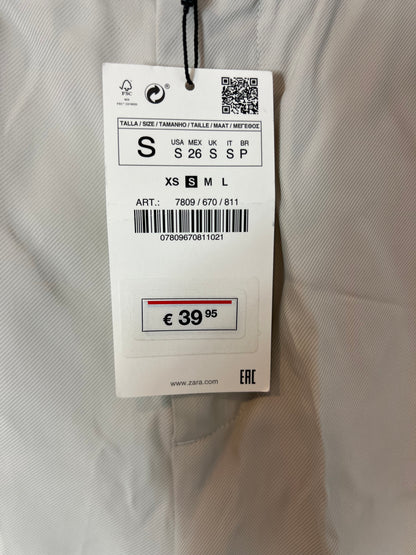 FSC
TALLA / SIZE / TAMANHO / TAILLE / MAAT / ΜΕΓΕΘΟΣ
S
USA MEX UK IT BR
S 26 S S P
XS S M L
ART.: 7809 / 670 / 811
07809670811021
€ 39 95
www.zara.com
EAC